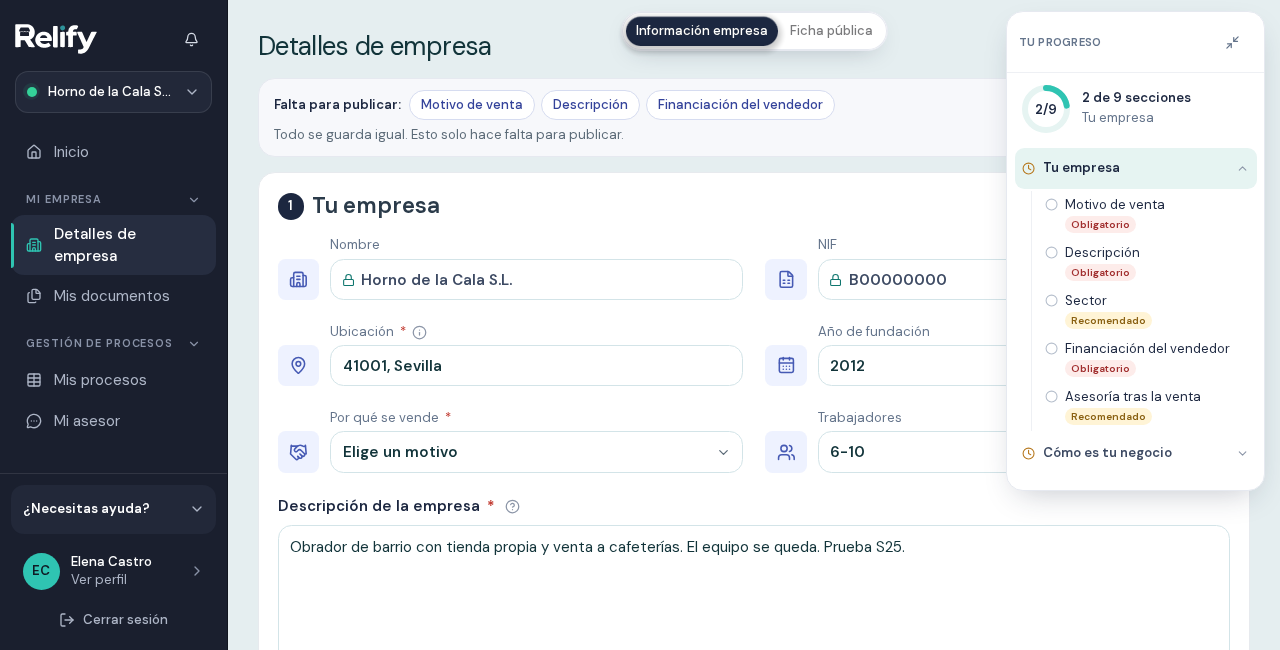 Relify
Horno de la Cala S...
Inicio
MI EMPRESA
Detalles de
empresa
Mis documentos
GESTIÓN DE PROCESOS
Mis procesos
Mi asesor
¿Necesitas ayuda?
EC
Elena Castro
Ver perfil
Cerrar sesión
Detalles de empresa
Información empresa
Ficha pública
Falta para publicar:
Motivo de venta
Descripción
Financiación del vendedor
Todo se guarda igual. Esto solo hace falta para publicar.
1
Tu empresa
Nombre
Horno de la Cala S.L.
NIF
B00000000
Ubicación *
41001, Sevilla
Año de fundación
2012
Por qué se vende *
Elige un motivo
Trabajadores
6-10
Descripción de la empresa *
Obrador de barrio con tienda propia y venta a cafeterías. El equipo se queda. Prueba S25.
TU PROGRESO
2/9
2 de 9 secciones
Tu empresa
Tu empresa
Motivo de venta
Obligatorio
Descripción
Obligatorio
Sector
Recomendado
Financiación del vendedor
Obligatorio
Asesoría tras la venta
Recomendado
Cómo es tu negocio